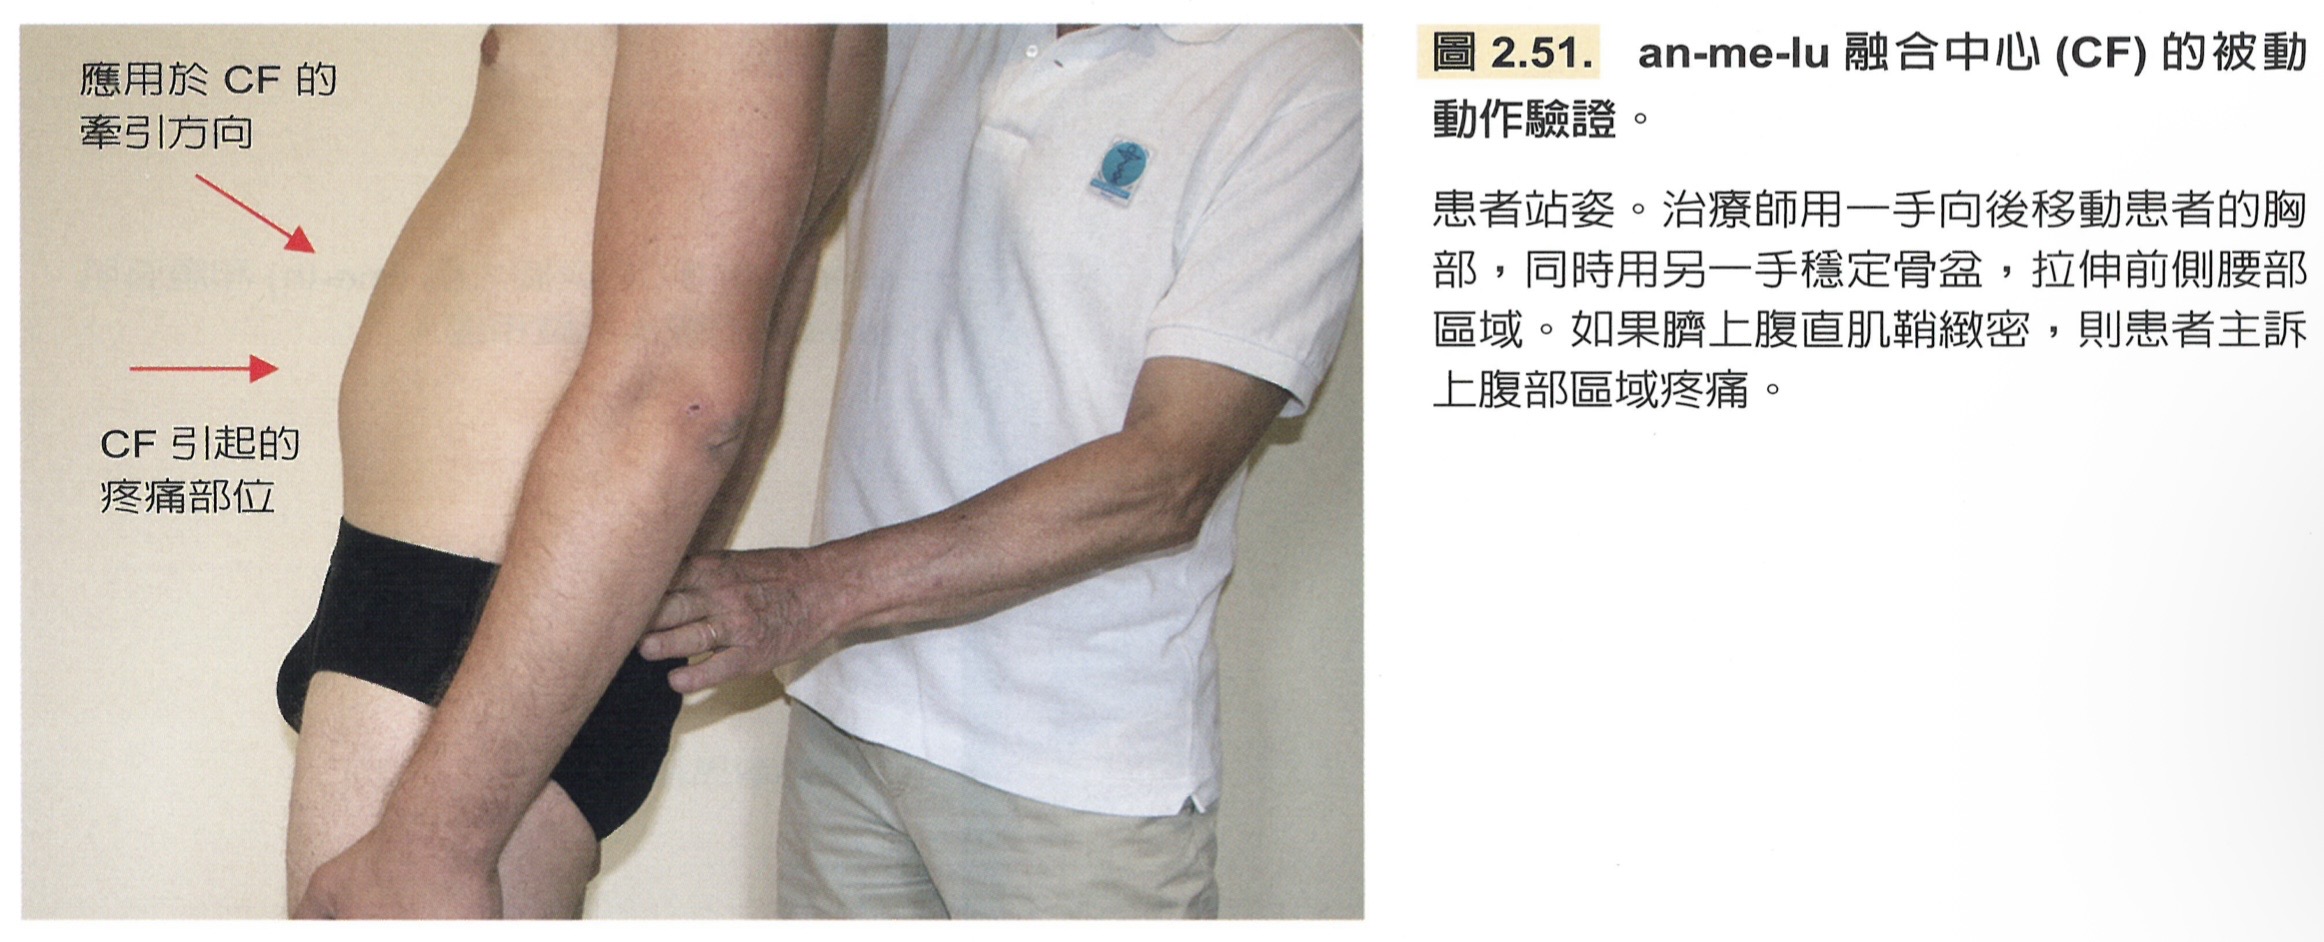 應用於 CF 的
牽引方向
CF 引起的
疼痛部位
圖 2.51. an-me-lu 融合中心 (CF) 的被動
動作驗證。
患者站姿。治療師用一手向後移動患者的胸
部，同時用另一手穩定骨盆，拉伸前側腰部
區域。如果臍上腹直肌鞘緻密，則患者主訴
上腹部區域疼痛。